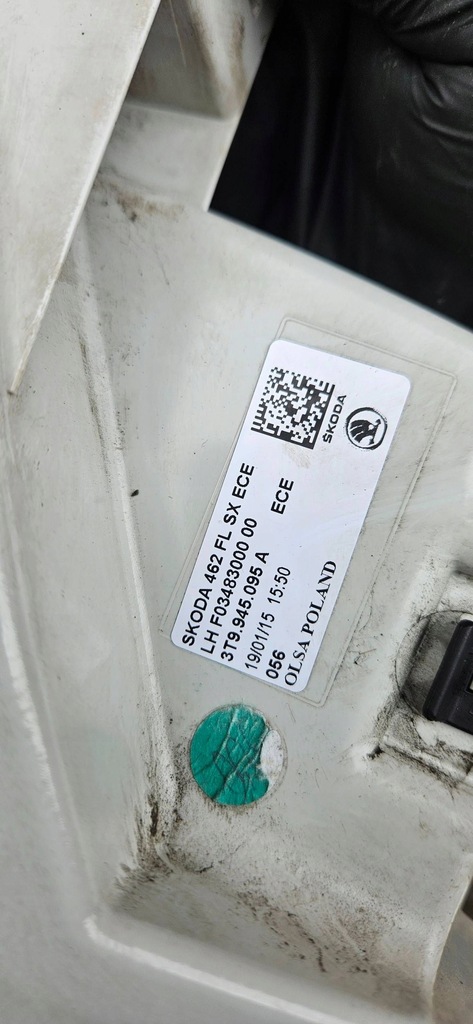 ŠKODA
SKODA 462 FL SX ECE
LH F03483000 00
3T9.945.095 A ECE
19/01/15 15:50
056
OLSA POLAND